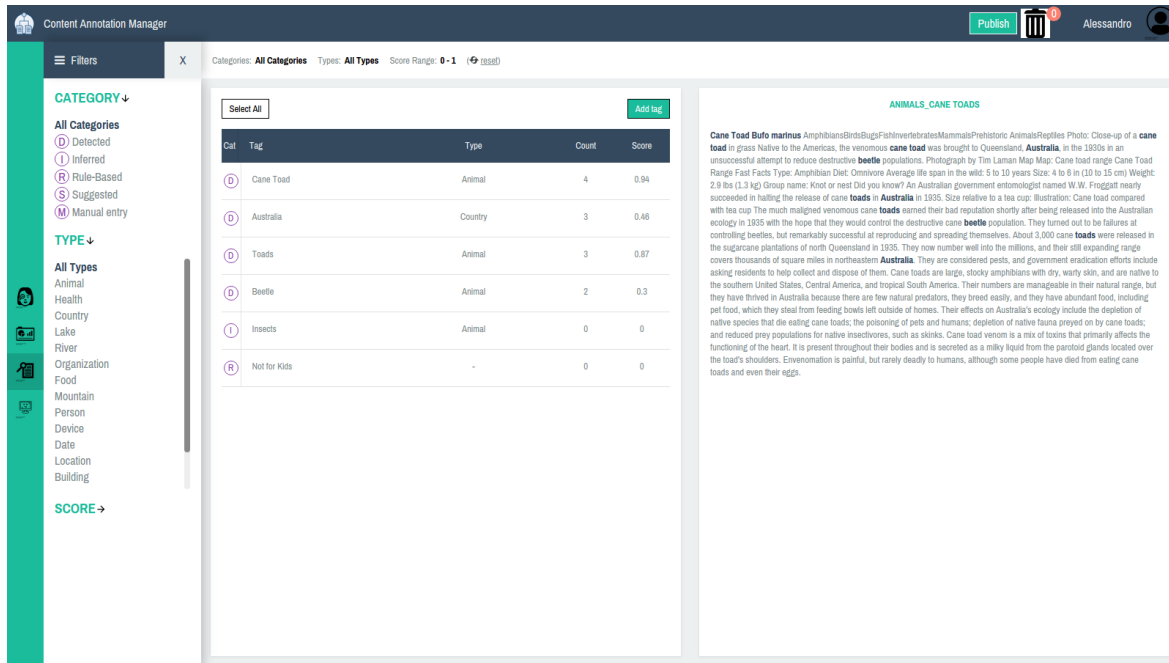 Content Annotation Manager
Publish
0
Alessandro
Filters
X
Categories: All Categories Types: All Types Score Range: 0 - 1 ( reset)
CATEGORY
All Categories
D Detected
I Inferred
R Rule-Based
S Suggested
M Manual entry
TYPE
All Types
Animal
Health
Country
Lake
River
Organization
Food
Mountain
Person
Device
Date
Location
Building
SCORE
Select All
Add tag
Cat Tag Type Count Score
D Cane Toad Animal 4 0.94
D Australia Country 3 0.46
D Toads Animal 3 0.87
D Beetle Animal 2 0.3
I Insects Animal 0 0
R Not for Kids - 0 0
ANIMALS_CANE TOADS
Cane Toad Bufo marinus AmphibiansBirdsBugsFishInvertebratesMammalsPrehistoric AnimalsReptiles Photo: Close-up of a cane
toad in grass Native to the Americas, the venomous cane toad was brought to Queensland, Australia, in the 1930s in an
unsuccessful attempt to reduce destructive beetle populations. Photograph by Tim Laman Map Map: Cane toad range Cane Toad
Range Fast Facts Type: Amphibian Diet: Omnivore Average life span in the wild: 5 to 10 years Size: 4 to 6 in (10 to 15 cm) Weight:
2.9 lbs (1.3 kg) Group name: Knot or nest Did you know? An Australian government entomologist named W.W. Froggatt nearly
succeeded in halting the release of cane toads in Australia in 1935. Size relative to a tea cup: Illustration: Cane toad compared
with tea cup The much maligned venomous cane toads earned their bad reputation shortly after being released into the Australian
ecology in 1935 with the hope that they would control the destructive cane beetle population. They turned out to be failures at
controlling beetles, but remarkably successful at reproducing and spreading themselves. About 3,000 cane toads were released in
the sugarcane plantations of north Queensland in 1935. They now number well into the millions, and their still expanding range
covers thousands of square miles in northeastern Australia. They are considered pests, and government eradication efforts include
asking residents to help collect and dispose of them. Cane toads are large, stocky amphibians with dry, warty skin, and are native to
the southern United States, Central America, and tropical South America. Their numbers are manageable in their natural range, but
they have thrived in Australia because there are few natural predators, they breed easily, and they have abundant food, including
pet food, which they steal from feeding bowls left outside of homes. Their effects on Australia's ecology include the depletion of
native species that die eating cane toads; the poisoning of pets and humans; depletion of native fauna preyed on by cane toads;
and reduced prey populations for native insectivores, such as skinks. Cane toad venom is a mix of toxins that primarily affects the
functioning of the heart. It is present throughout their bodies and is secreted as a milky liquid from the parotoid glands located over
the toad's shoulders. Envenomation is painful, but rarely deadly to humans, although some people have died from eating cane
toads and even their eggs.